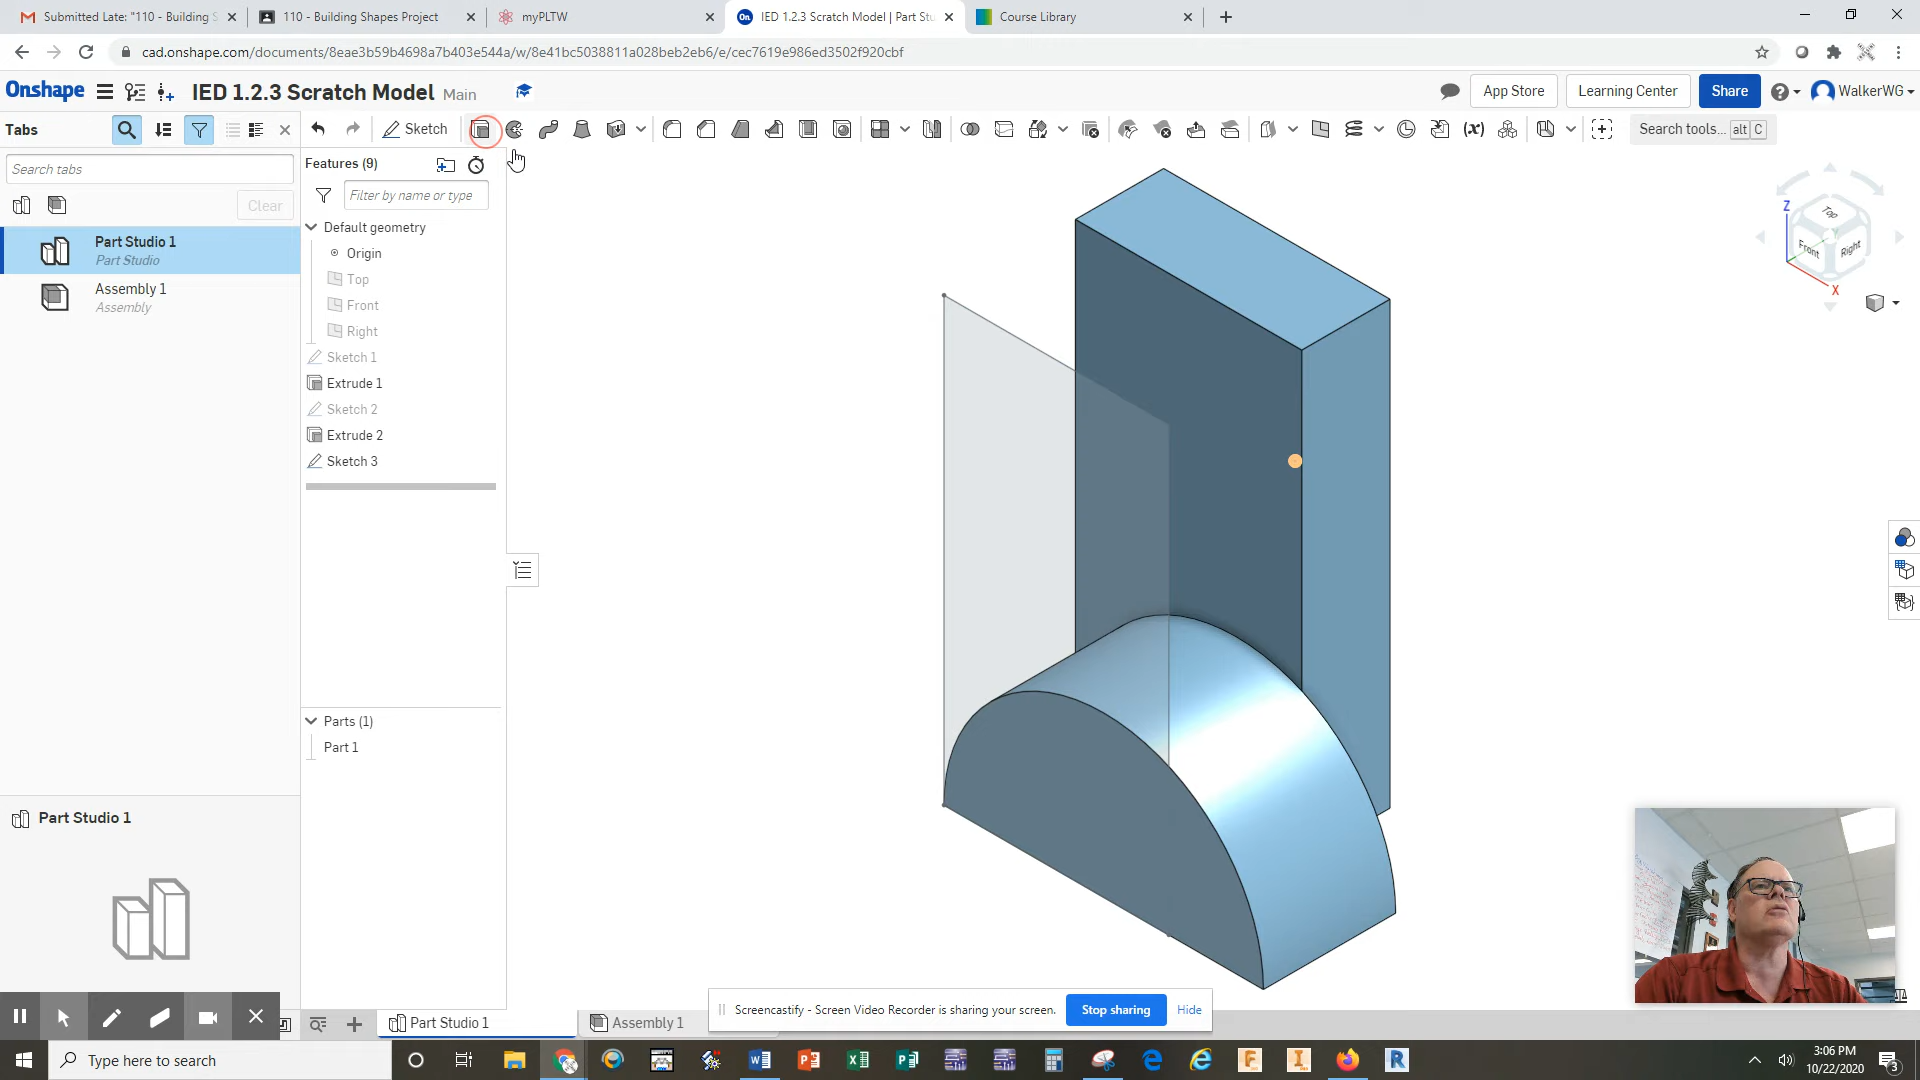 Submitted Late: "110 - Building S
110 - Building Shapes Project
myPLTW
On
IED 1.2.3 Scratch Model | Part Stu
Course Library
cad.onshape.com/documents/8eae3b59b4698a7b403e544a/w/8e41bc5038811a028beb2eb6/e/cec7619e986ed3502f920cbf
Onshape
IED 1.2.3 Scratch Model Main
App Store
Learning Center
Share
WalkerWG
Tabs
Sketch
(x)
Search tools... alt C
Search tabs
Clear
Part Studio 1
Part Studio
Assembly 1
Assembly
Features (9)
Filter by name or type
Default geometry
Origin
Top
Front
Right
Sketch 1
Extrude 1
Sketch 2
Extrude 2
Sketch 3
Parts (1)
Part 1
Z
Top
Front
Right
X
Part Studio 1
Screencastify - Screen Video Recorder is sharing your screen.
Stop sharing
Hide
Part Studio 1
Assembly 1
Type here to search
3:06 PM
10/22/2020
3